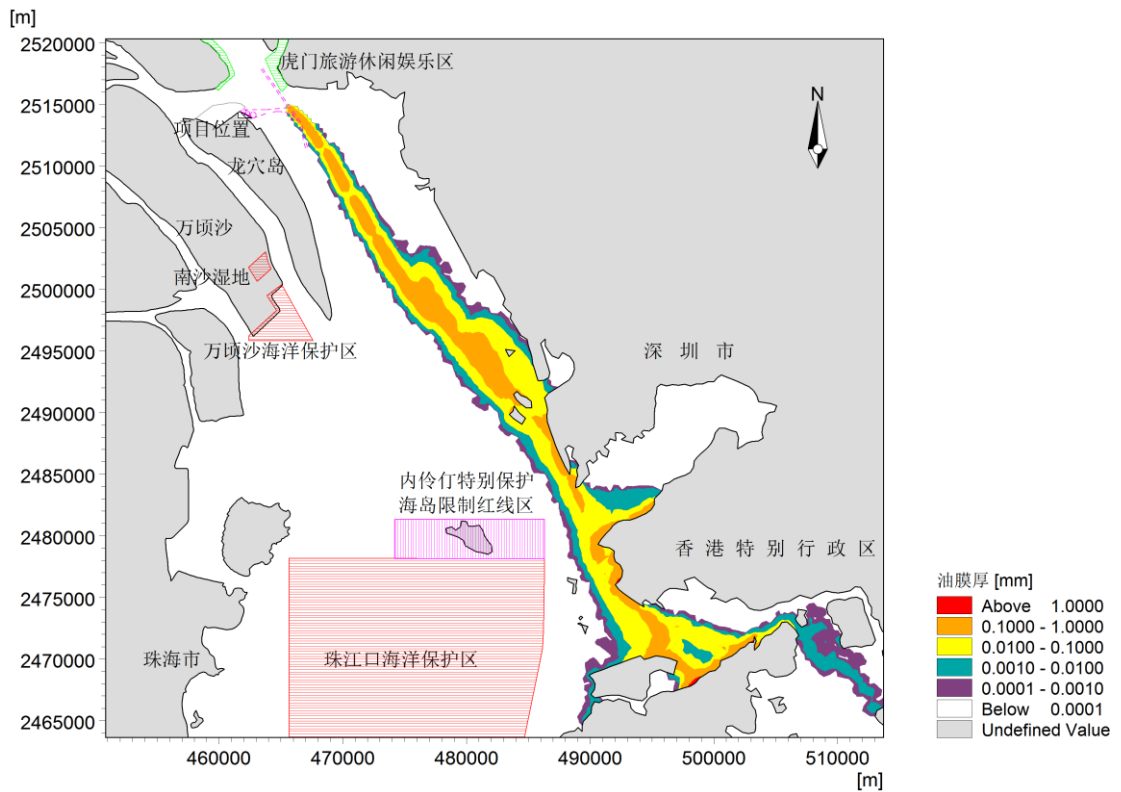 [m]
2520000
2515000
2510000
2505000
2500000
2495000
2490000
2485000
2480000
2475000
2470000
2465000
虎门旅游休闲娱乐区
项目位置
龙穴岛
万顷沙
南沙湿地
万顷沙海洋保护区
深圳市
内伶仃特别保护
海岛限制红线区
香港特别行政区
珠海市
珠江口海洋保护区
N
460000 470000 480000 490000 500000 510000
[m]
油膜厚 [mm]
Above 1.0000
0.1000 - 1.0000
0.0100 - 0.1000
0.0010 - 0.0100
0.0001 - 0.0010
Below 0.0001
Undefined Value